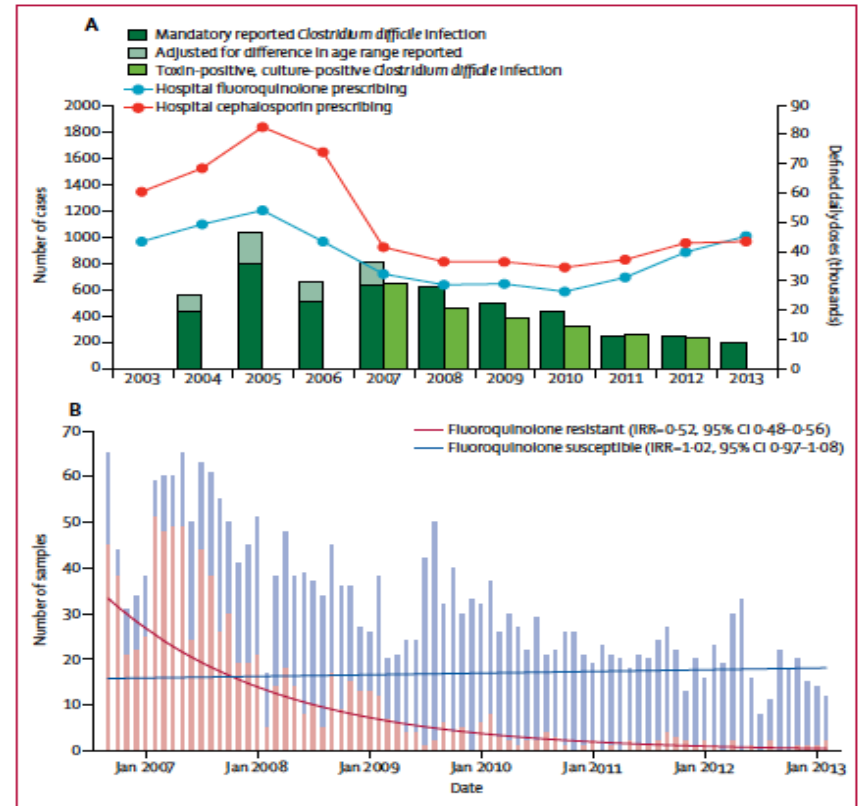 A
Mandatory reported Clostridium difficile infection
Adjusted for difference in age range reported
Toxin-positive, culture-positive Clostridium difficile infection
Hospital fluoroquinolone prescribing
Hospital cephalosporin prescribing
Number of cases
2000
1800
1600
1400
1200
1000
800
600
400
200
0
90
80
70
60
50
40
30
20
10
0
Defined daily doses (thousands)
2003 2004 2005 2006 2007 2008 2009 2010 2011 2012 2013
B
Fluoroquinolone resistant (IRR=0·52, 95% CI 0·48–0·56)
Fluoroquinolone susceptible (IRR=1·02, 95% CI 0·97–1·08)
Number of samples
70
60
50
40
30
20
10
0
Jan 2007 Jan 2008 Jan 2009 Jan 2010 Jan 2011 Jan 2012 Jan 2013
Date